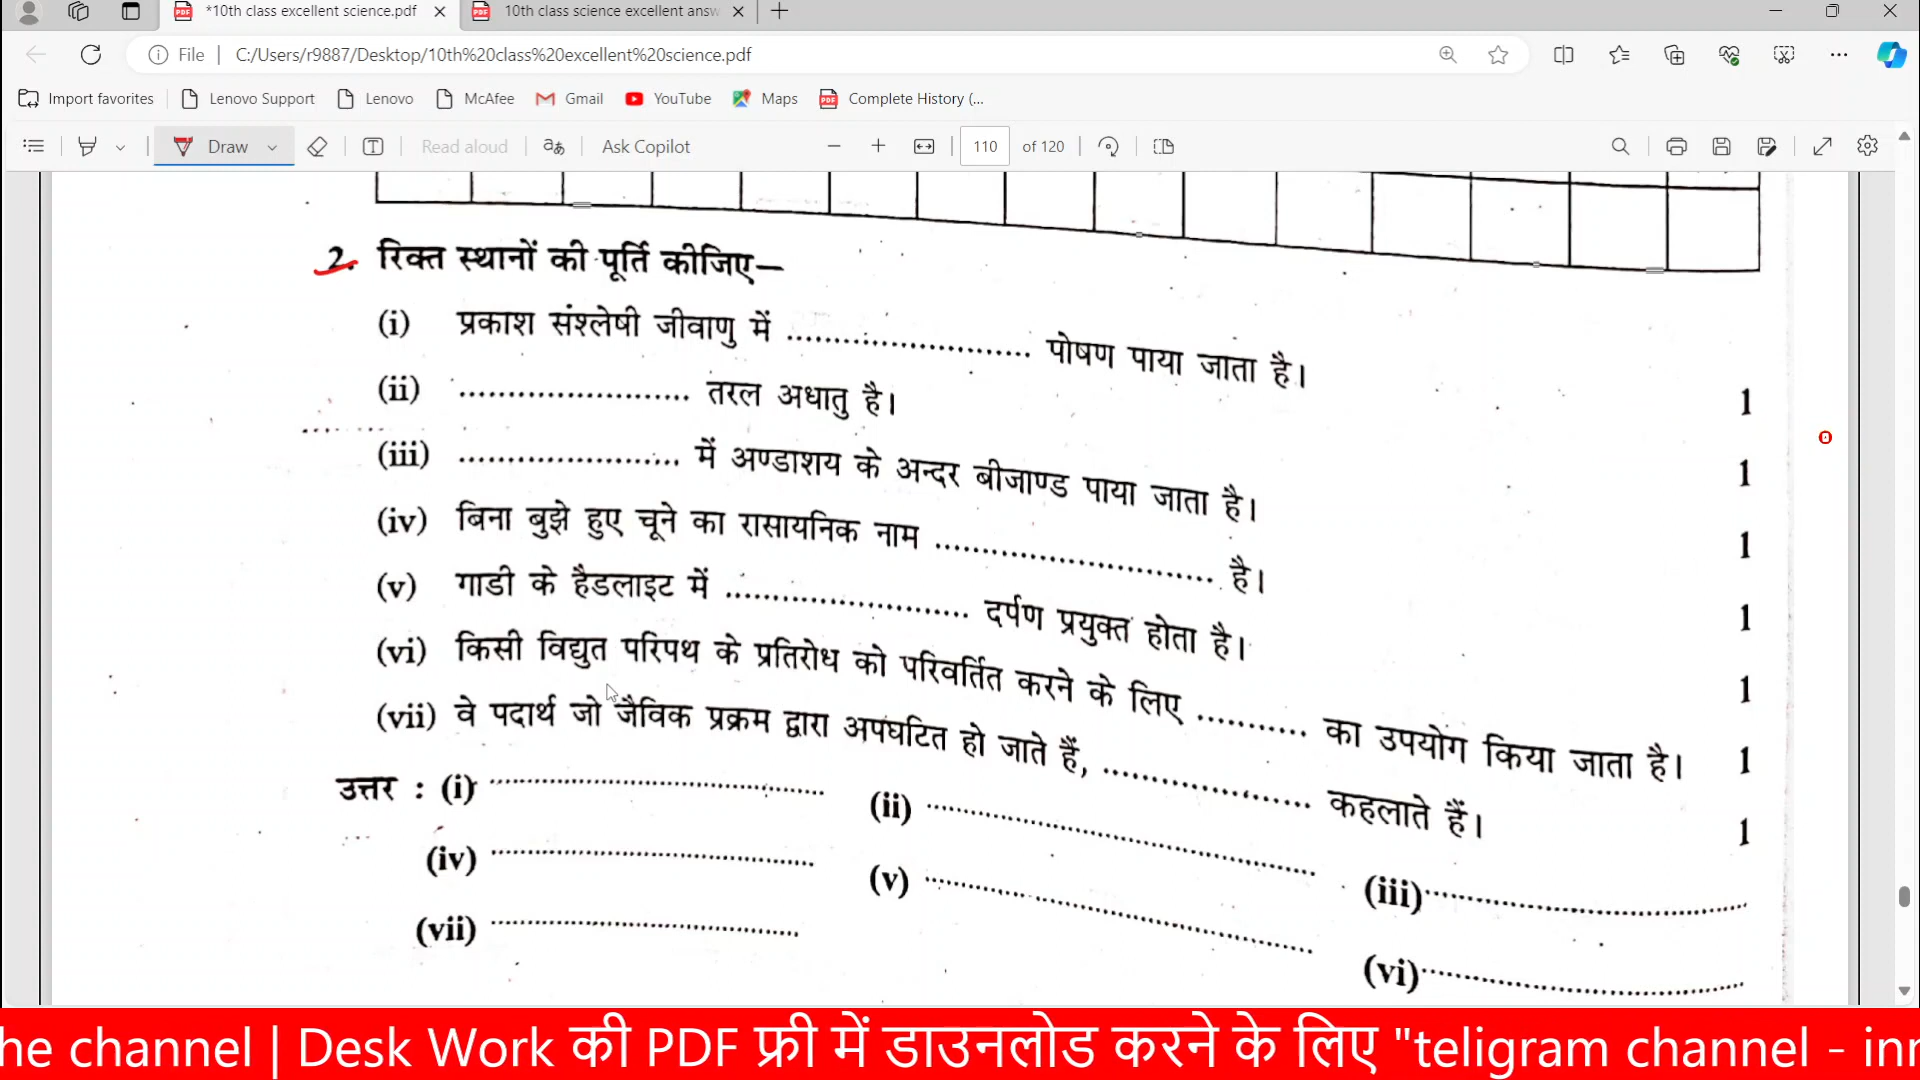 *10th class excellent science.pdf
10th class science excellent answ
File
C:/Users/r9887/Desktop/10th%20class%20excellent%20science.pdf
Import favorites
Lenovo Support
Lenovo
McAfee
Gmail
YouTube
Maps
Complete History (...
Draw
Read aloud
Ask Copilot
110 of 120
2. रिक्त स्थानों की पूर्ति कीजिए—
(i) प्रकाश संश्लेषी जीवाणु में .......................... पोषण पाया जाता है। 1
(ii) .......................... तरल अधातु है। 1
(iii) .......................... में अण्डाशय के अन्दर बीजाण्ड पाया जाता है। 1
(iv) बिना बुझे हुए चूने का रासायनिक नाम .............................. है। 1
(v) गाडी के हैडलाइट में .......................... दर्पण प्रयुक्त होता है। 1
(vi) किसी विद्युत परिपथ के प्रतिरोध को परिवर्तित करने के लिए ........... का उपयोग किया जाता है। 1
(vii) वे पदार्थ जो जैविक प्रक्रम द्वारा अपघटित हो जाते हैं, ...................... कहलाते हैं। 1
उत्तर : (i) .................................... (ii) .......................................... (iii) ....................................
(iv) .................................... (v) .......................................... (vi) ....................................
(vii) ..................................
he channel | Desk Work की PDF फ्री में डाउनलोड करने के लिए "teligram channel - inr